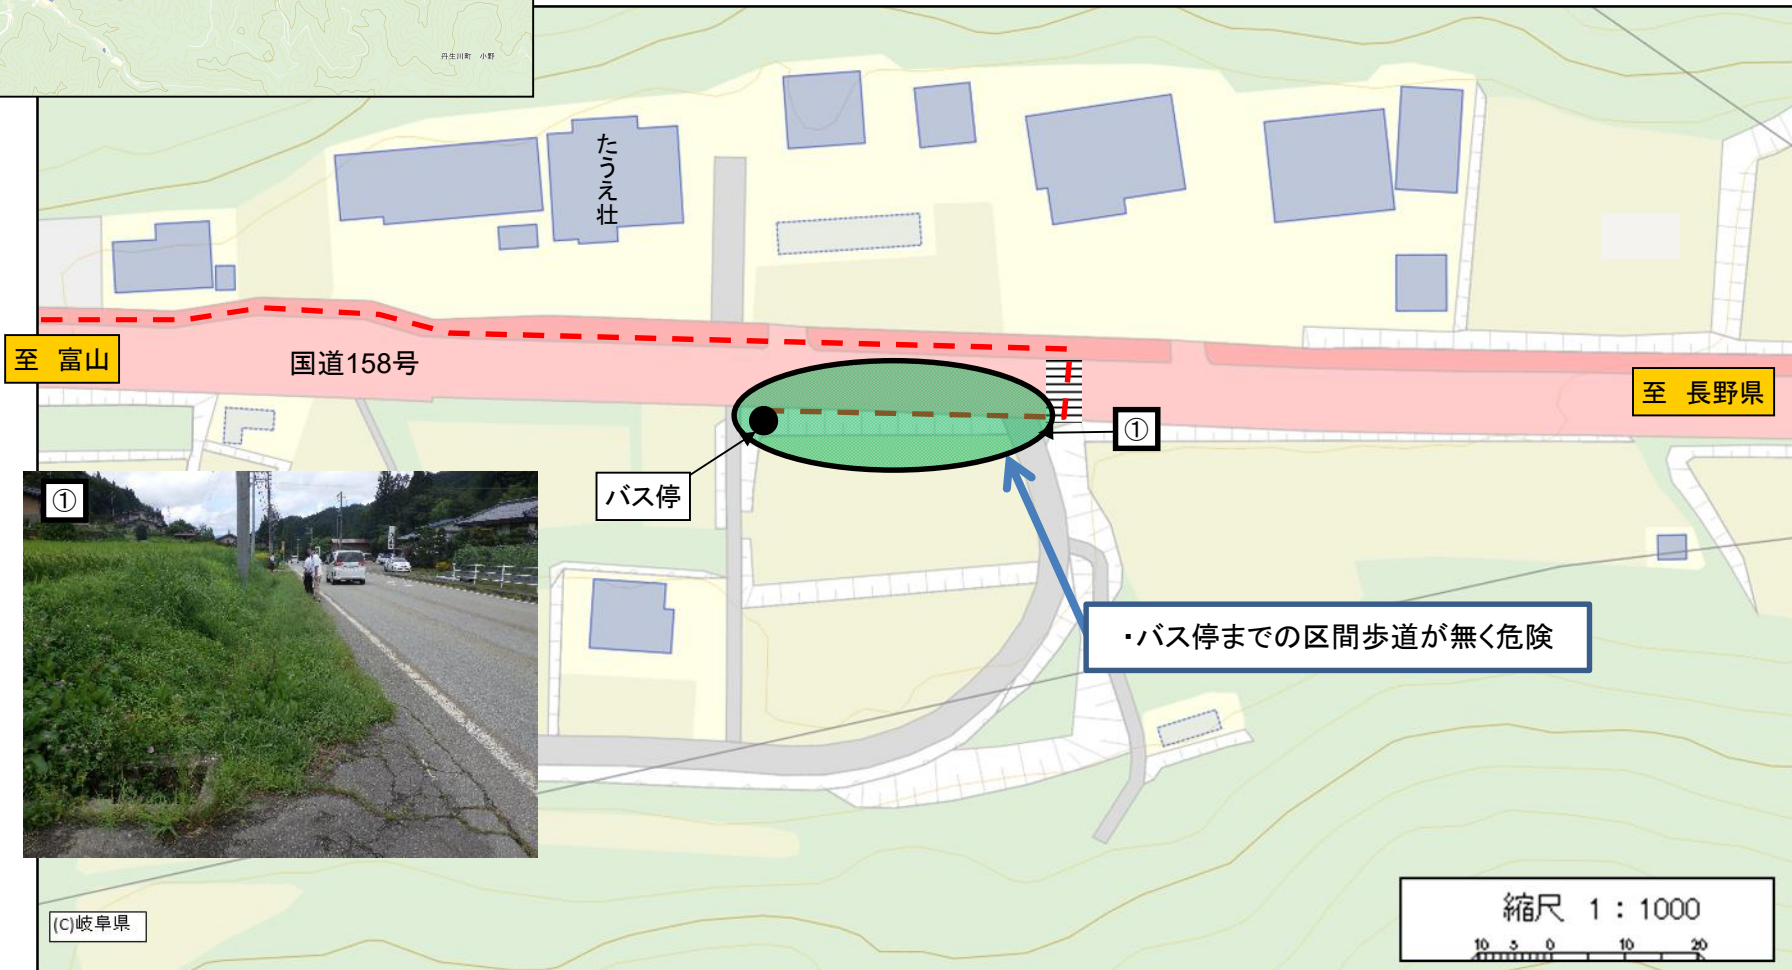 丹生川町 小野
たうえ荘
至 富山
国道158号
至 長野県
①
バス停
①
・バス停までの区間歩道が無く危険
(C)岐阜県
縮尺 1:1000
10 5 0 10 20